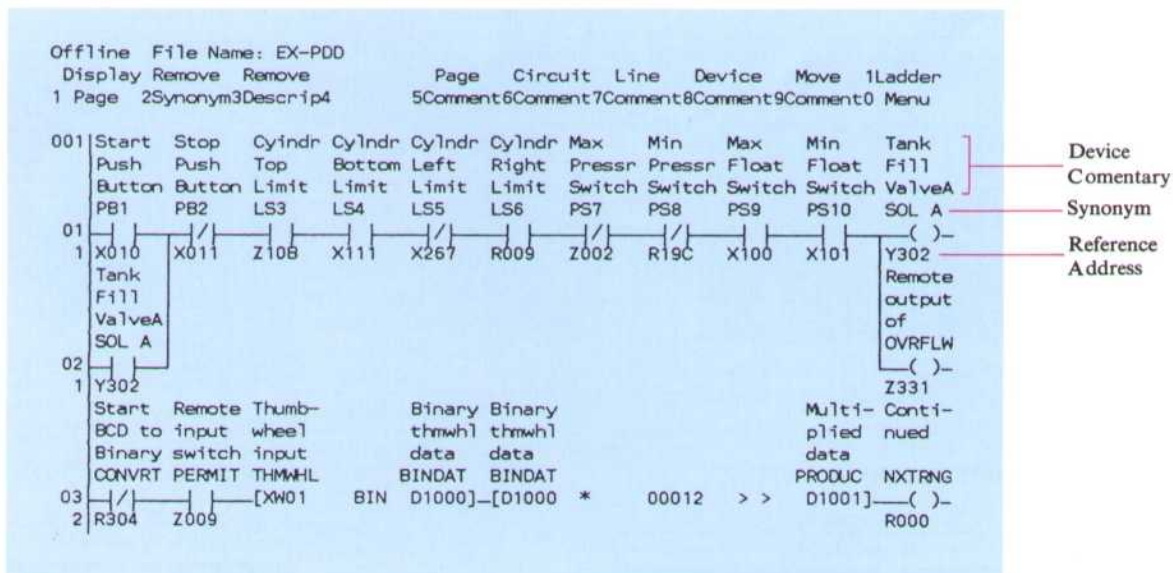 Offline File Name: EX-PDD
Display Remove Remove Page Circuit Line Device Move 1Ladder
1 Page 2Synonym3Descrip4 5Comment6Comment7Comment8Comment9Comment0 Menu
001 Start Stop Cyindr Cylndr Cylndr Cylndr Max Min Max Min Tank
Push Push Top Bottom Left Right Pressr Pressr Float Float Fill
Button Button Limit Limit Limit Limit Switch Switch Switch Switch ValveA
PB1 PB2 LS3 LS4 LS5 LS6 PS7 PS8 PS9 PS10 SOL A
01 ( )
1 X010 X011 Z10B X111 X267 R009 Z002 R19C X100 X101 Y302
Tank Remote
Fill output
ValveA of
SOL A OVRFLW
02 ( )
1 Y302 Z331
Start Remote Thumb- Binary Binary Multi- Conti-
BCD to input wheel thmwhl thmwhl plied nued
Binary switch input data data data
CONVRT PERMIT THMWHL BINDAT BINDAT PRODUC NXTRNG
03 [XW01 BIN D1000]-[D1000 * 00012 > > D1001] ( )
2 R304 Z009 R000
Device
Comentary
Synonym
Reference
Address